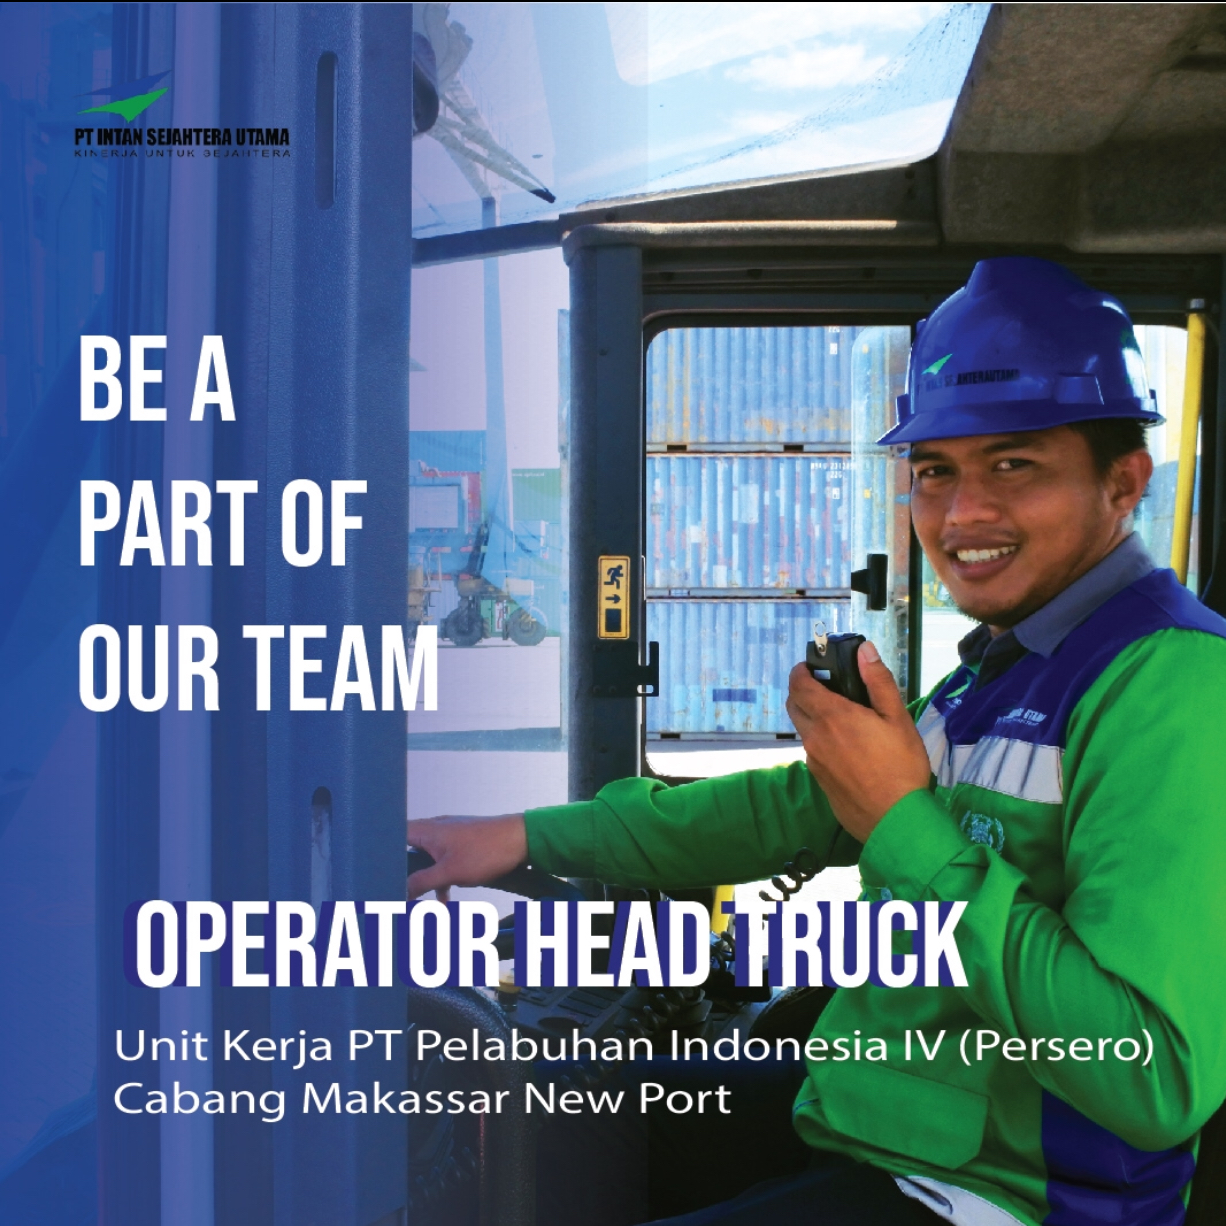 PT INTAN SEJAHTERA UTAMA
KINERJA UNTUK SEJAHTERA
BE A
PART OF
OUR TEAM
OPERATOR HEAD TRUCK
Unit Kerja PT Pelabuhan Indonesia IV (Persero)
Cabang Makassar New Port